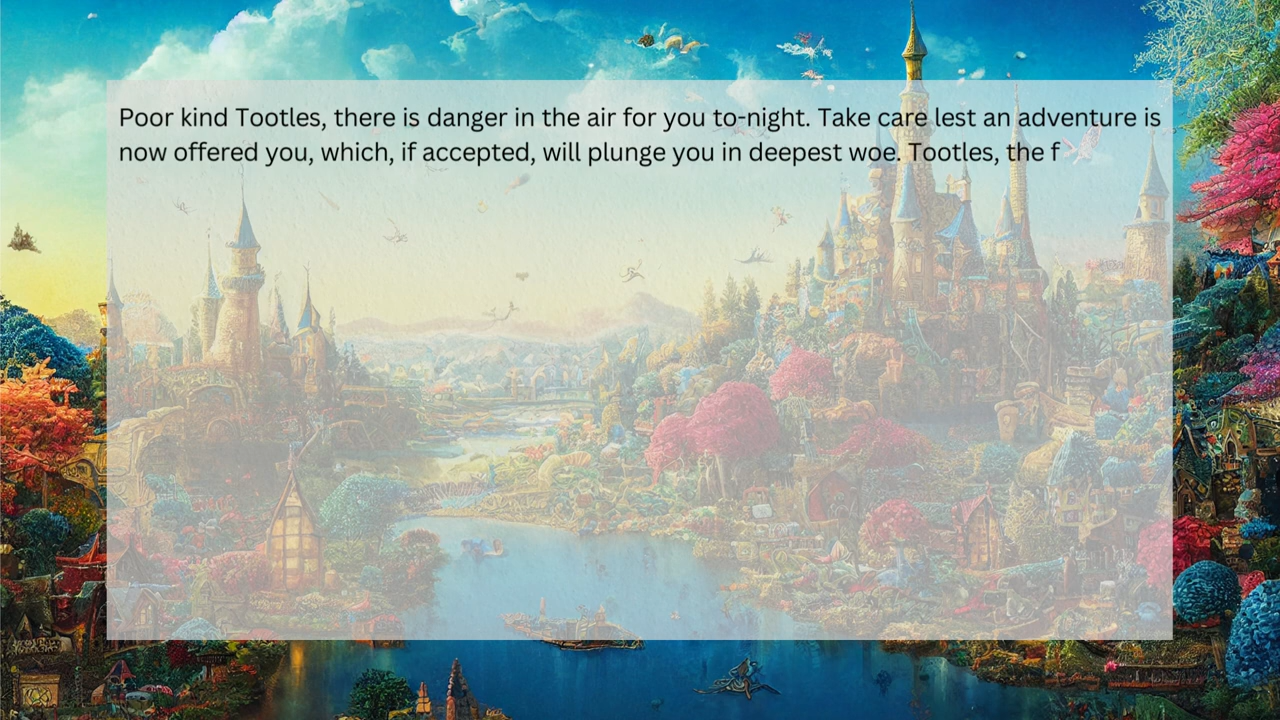 Poor kind Tootles, there is danger in the air for you to-night. Take care lest an adventure is
now offered you, which, if accepted, will plunge you in deepest woe. Tootles, the f